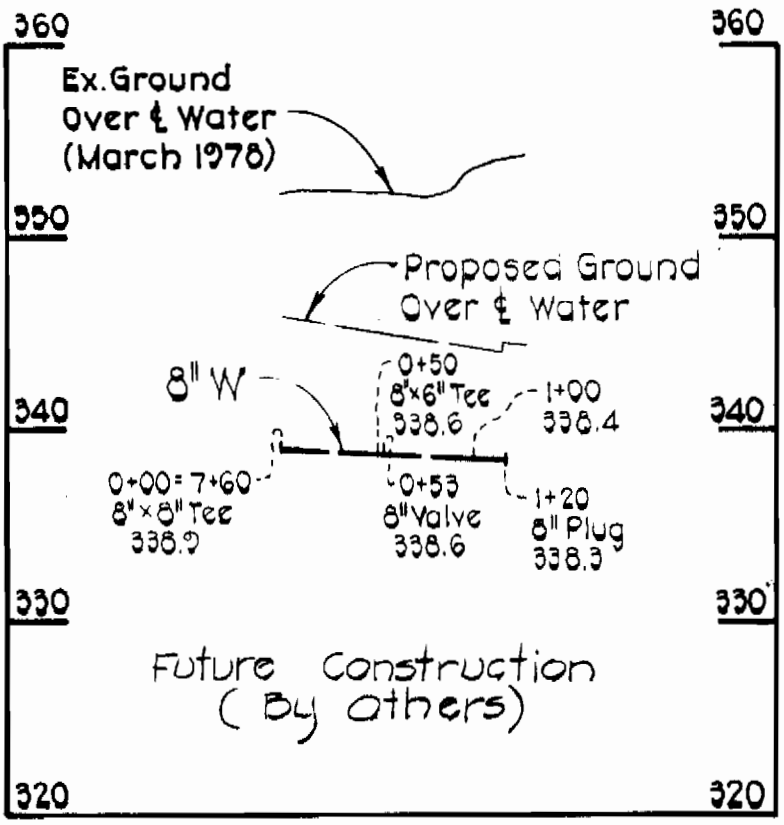 360
360
Ex. Ground
Over ℄ Water
(March 1978)
350
350
Proposed Ground
Over ℄ Water
8" W
0+50
8"x6" Tee
338.6
1+00
338.4
340
340
0+00 = 7+60
8" x 8" Tee
338.9
0+53
8" Valve
338.6
1+20
8" Plug
338.3
330
330
Future Construction
( By Others)
320
320